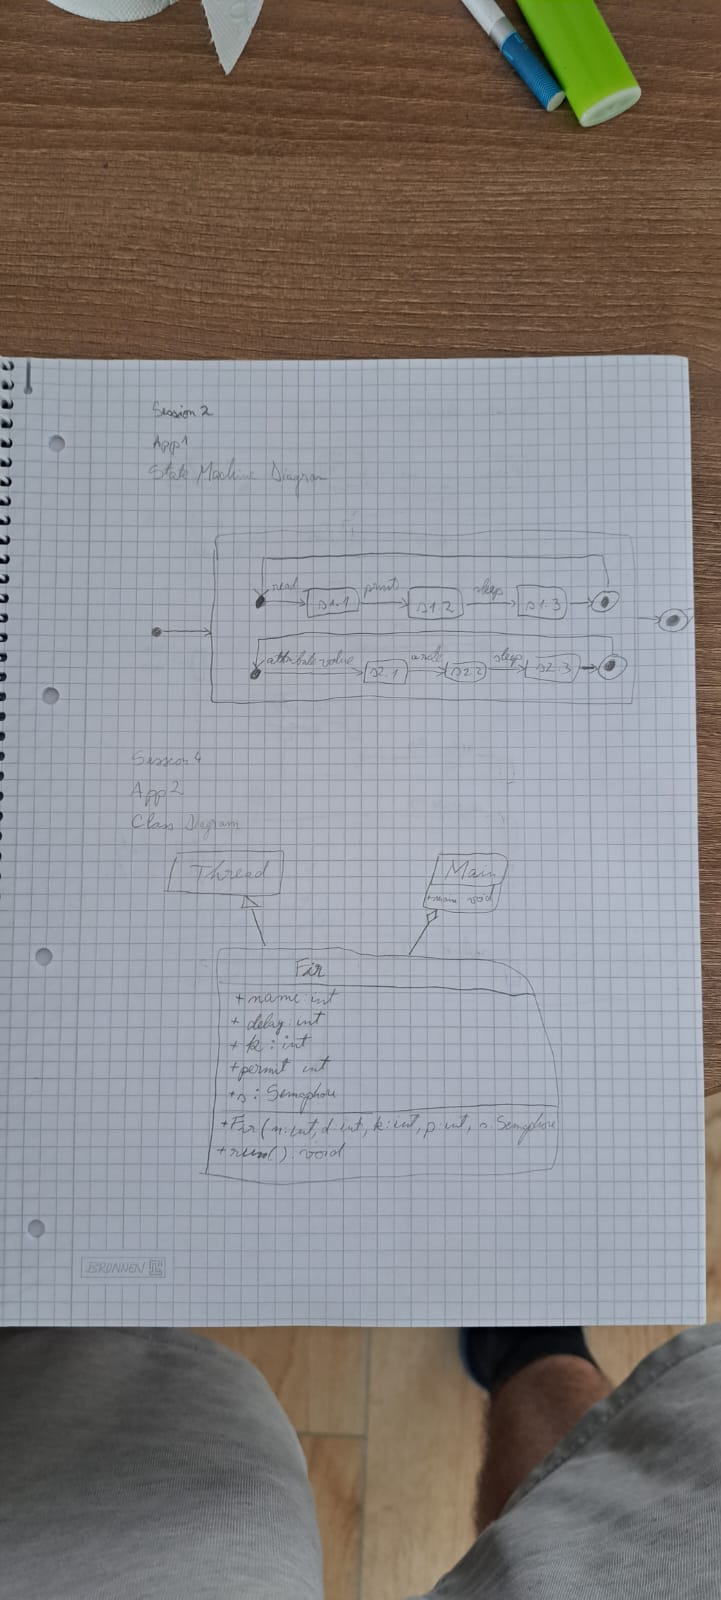 Session 2
App1
State Machine Diagram
read
print
sleep
s1.1
s1.2
s1.3
attribute value
sleep
s2.1
s2.2
s2.3
Session 4
App2
Class Diagram
Thread
Main
+main void
Fir
+ name: int
+ delay: int
+ k: int
+permit int
+s: Semaphore
+Fir(n:int, d:int, k:int, p:int, s:Semaphore
+run(): void
BRUNNEN